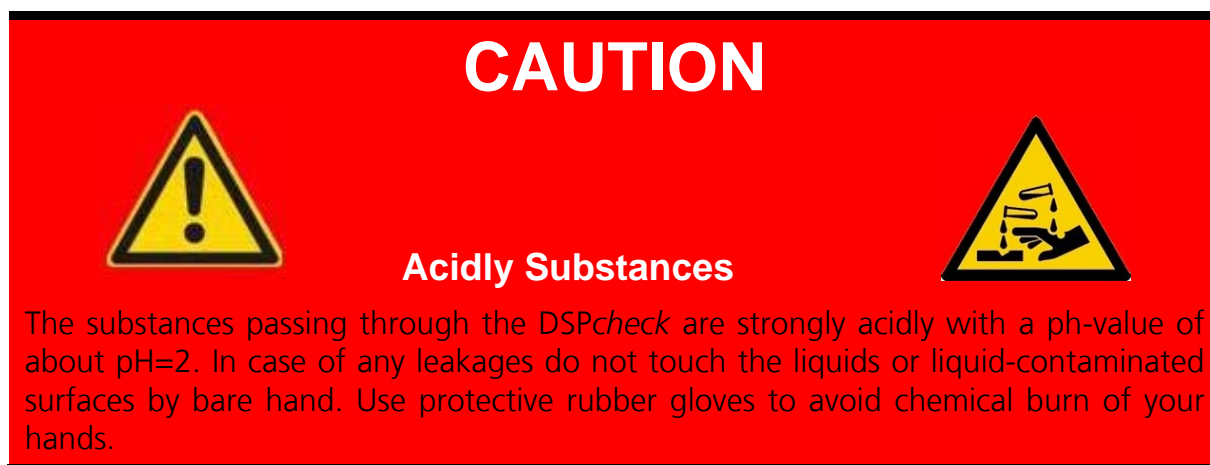 CAUTION
Acidly Substances
The substances passing through the DSPcheck are strongly acidly with a ph-value of
about pH=2. In case of any leakages do not touch the liquids or liquid-contaminated
surfaces by bare hand. Use protective rubber gloves to avoid chemical burn of your
hands.